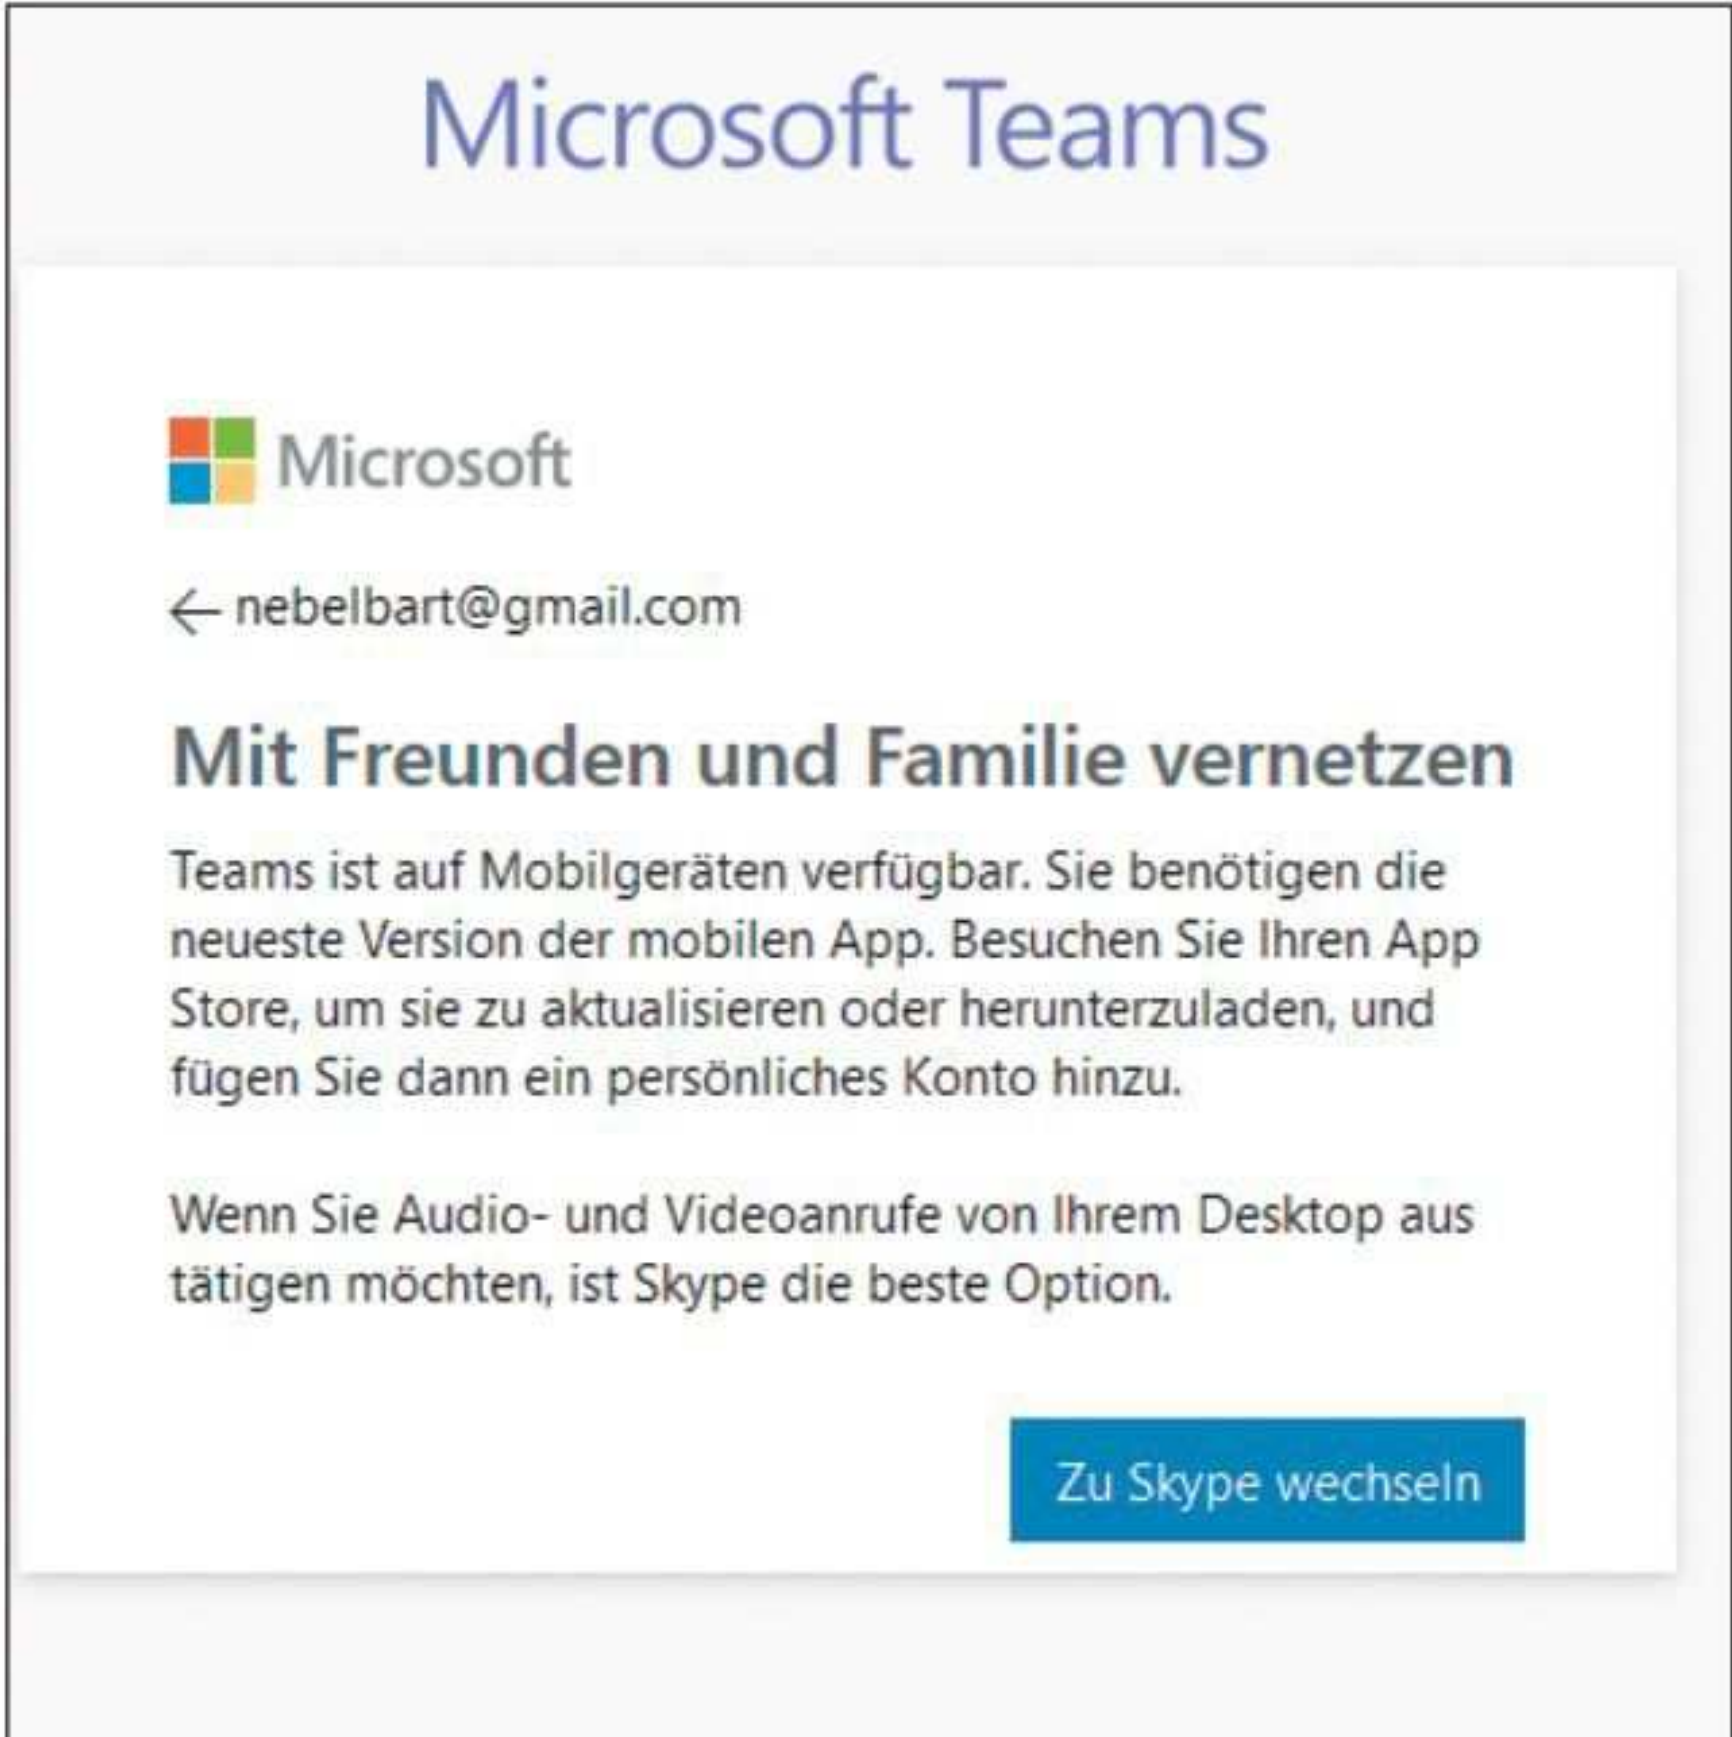 Microsoft Teams
Microsoft
← nebelbart@gmail.com
Mit Freunden und Familie vernetzen
Teams ist auf Mobilgeräten verfügbar. Sie benötigen die
neueste Version der mobilen App. Besuchen Sie Ihren App
Store, um sie zu aktualisieren oder herunterzuladen, und
fügen Sie dann ein persönliches Konto hinzu.
Wenn Sie Audio- und Videoanrufe von Ihrem Desktop aus
tätigen möchten, ist Skype die beste Option.
Zu Skype wechseln